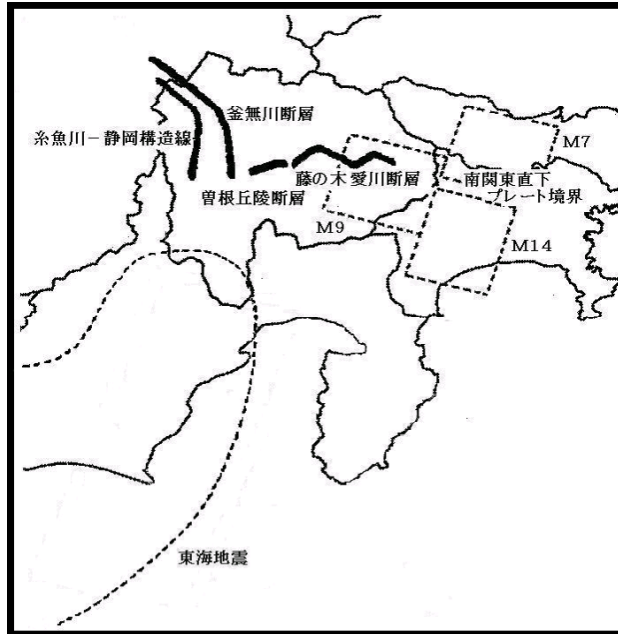 釜無川断層
糸魚川－静岡構造線
M7
藤の木愛川断層
南関東直下
プレート境界
曽根丘陵断層
M9
M14
東海地震